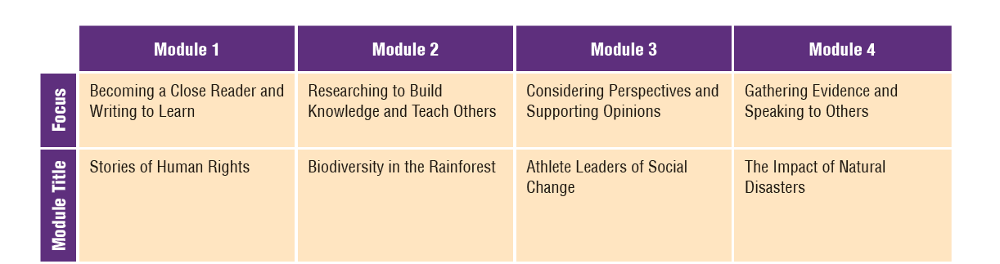 Module 1
Module 2
Module 3
Module 4
Focus
Becoming a Close Reader and
Writing to Learn
Researching to Build
Knowledge and Teach Others
Considering Perspectives and
Supporting Opinions
Gathering Evidence and
Speaking to Others
Module Title
Stories of Human Rights
Biodiversity in the Rainforest
Athlete Leaders of Social
Change
The Impact of Natural
Disasters